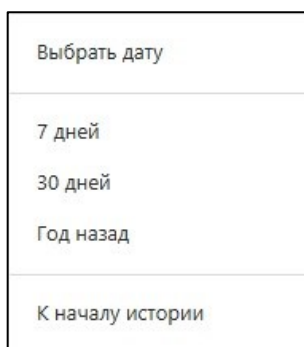 Выбрать дату
7 дней
30 дней
Год назад
К началу истории